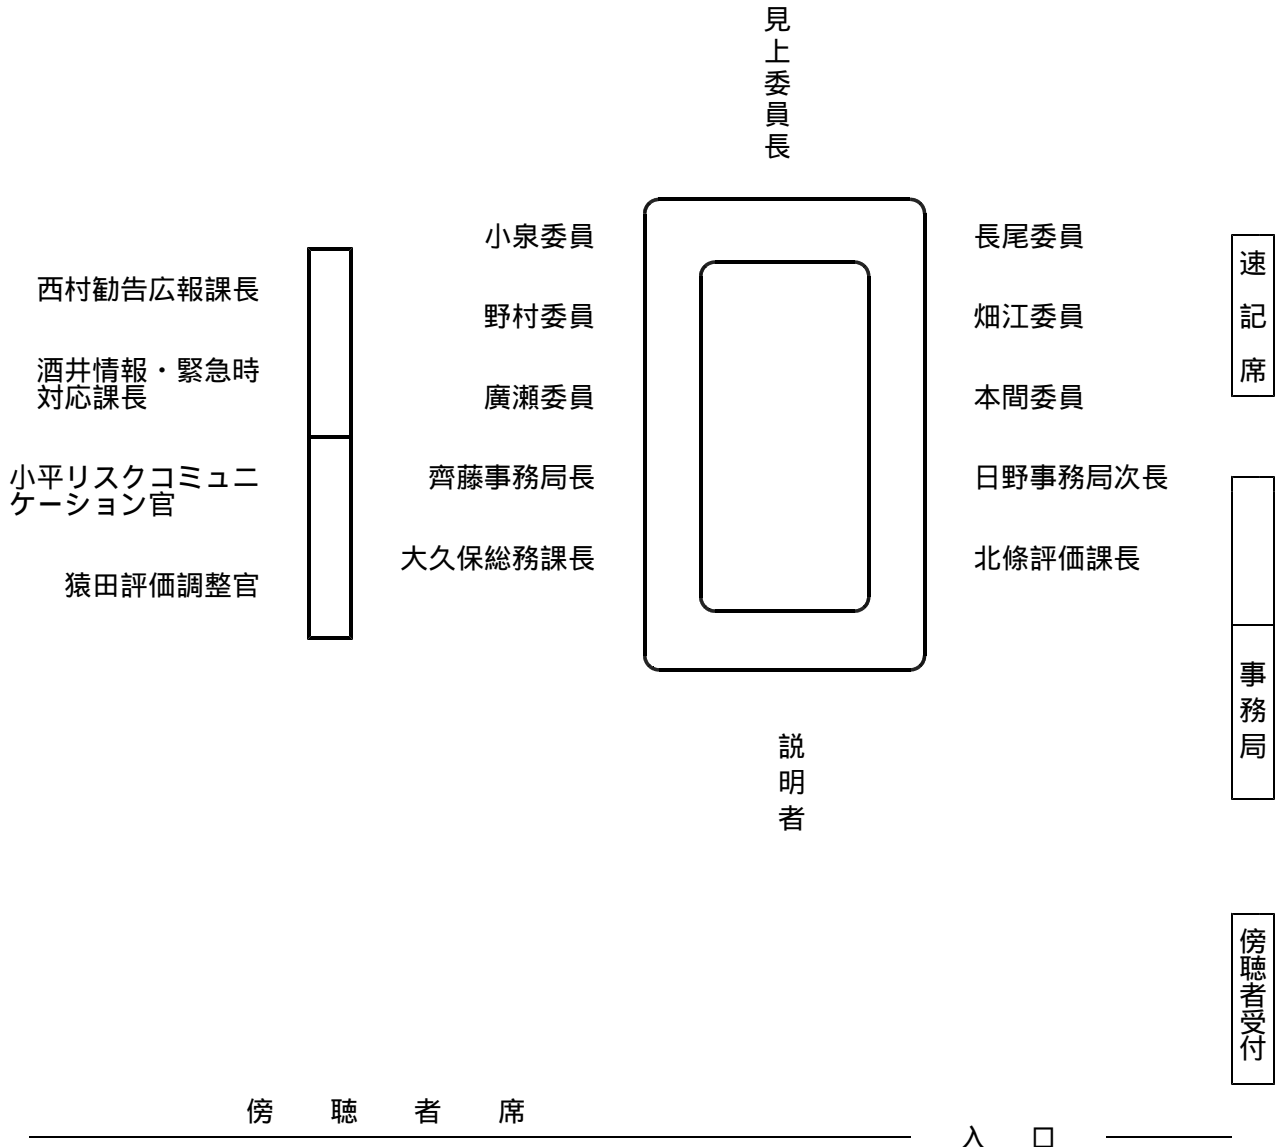 見上委員長
小泉委員
長尾委員
速記席
西村勧告広報課長
野村委員
畑江委員
酒井情報・緊急時
対応課長
廣瀬委員
本間委員
小平リスクコミュニ
ケーション官
齊藤事務局長
日野事務局次長
大久保総務課長
北條評価課長
猿田評価調整官
事務局
説明者
傍聴者受付
傍聴者席
入口